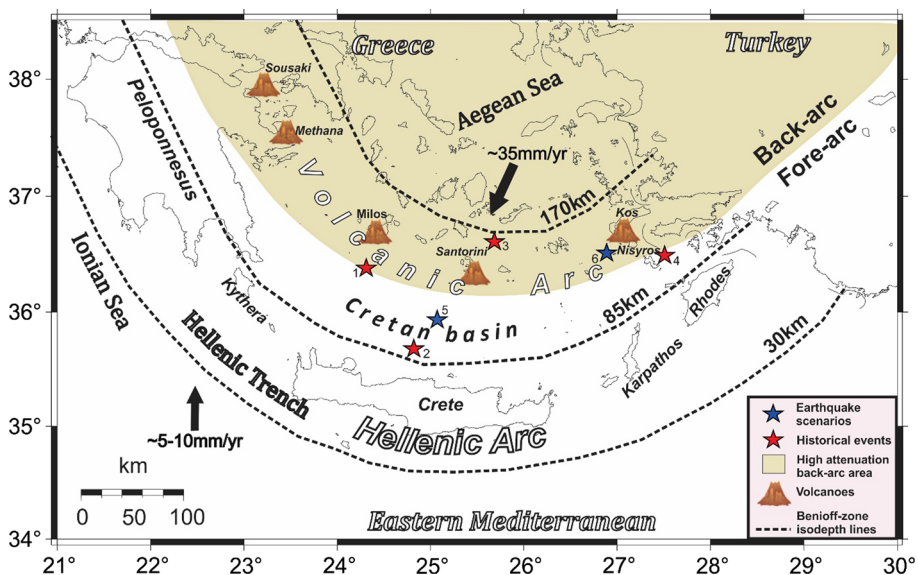 Greece
Turkey
38°
Sousaki
Peloponnesus
Aegean Sea
Methana
Back-arc
Fore-arc
~35mm/yr
37°
Volcanic Arc
170km
Milos
Kos
Santorini
3
Nisyros
6
4
1
Ionian Sea
Kythera
85km
Rhodes
36°
Cretan basin
5
2
30km
Hellenic Trench
Karpathos
Crete
35°
~5-10mm/yr
Hellenic Arc
km
0 50 100
Eastern Mediterranean
Earthquake
scenarios
Historical events
High attenuation
back-arc area
Volcanoes
Benioff-zone
isodepth lines
34°
21° 22° 23° 24° 25° 26° 27° 28° 29° 30°